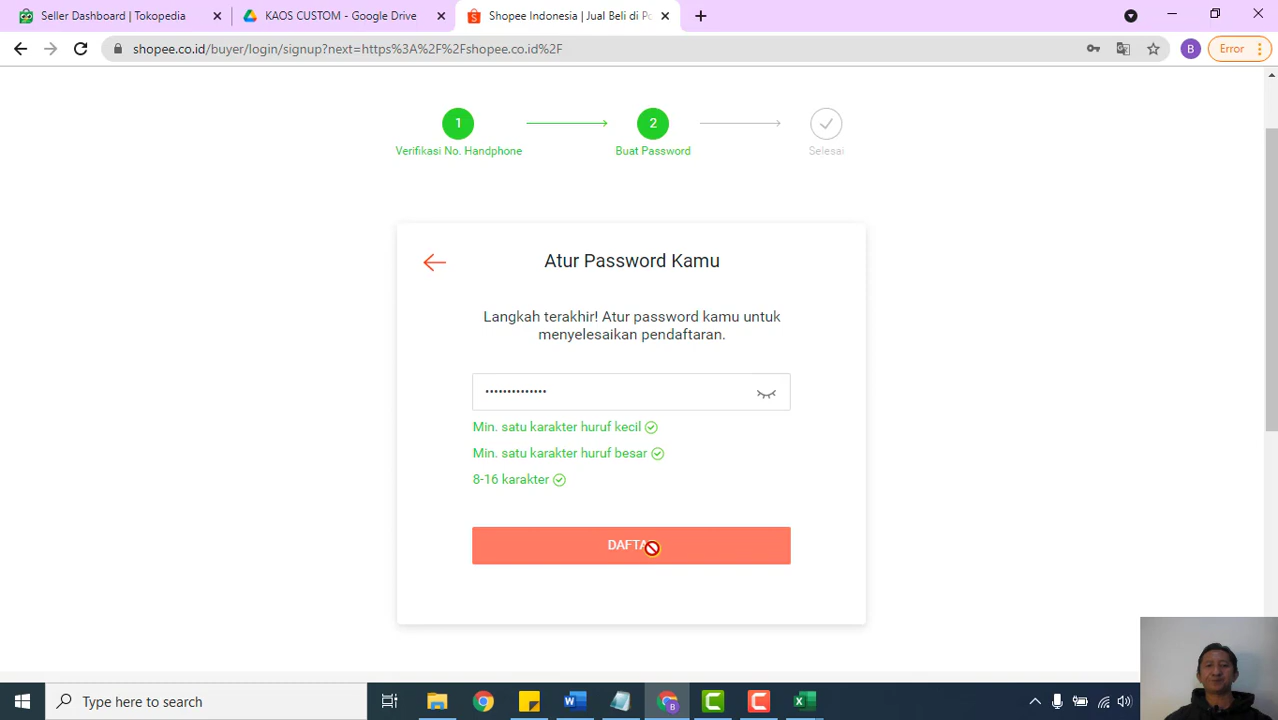 Seller Dashboard | Tokopedia
KAOS CUSTOM - Google Drive
Shopee Indonesia | Jual Beli di
shopee.co.id/buyer/login/signup?next=https%3A%2F%2Fshopee.co.id%2F
B
Error
1
2
Verifikasi No. Handphone
Buat Password
Selesai
Atur Password Kamu
Langkah terakhir! Atur password kamu untuk
menyelesaikan pendaftaran.
••••••••••••••
Min. satu karakter huruf kecil
Min. satu karakter huruf besar
8-16 karakter
DAFTA
Type here to search